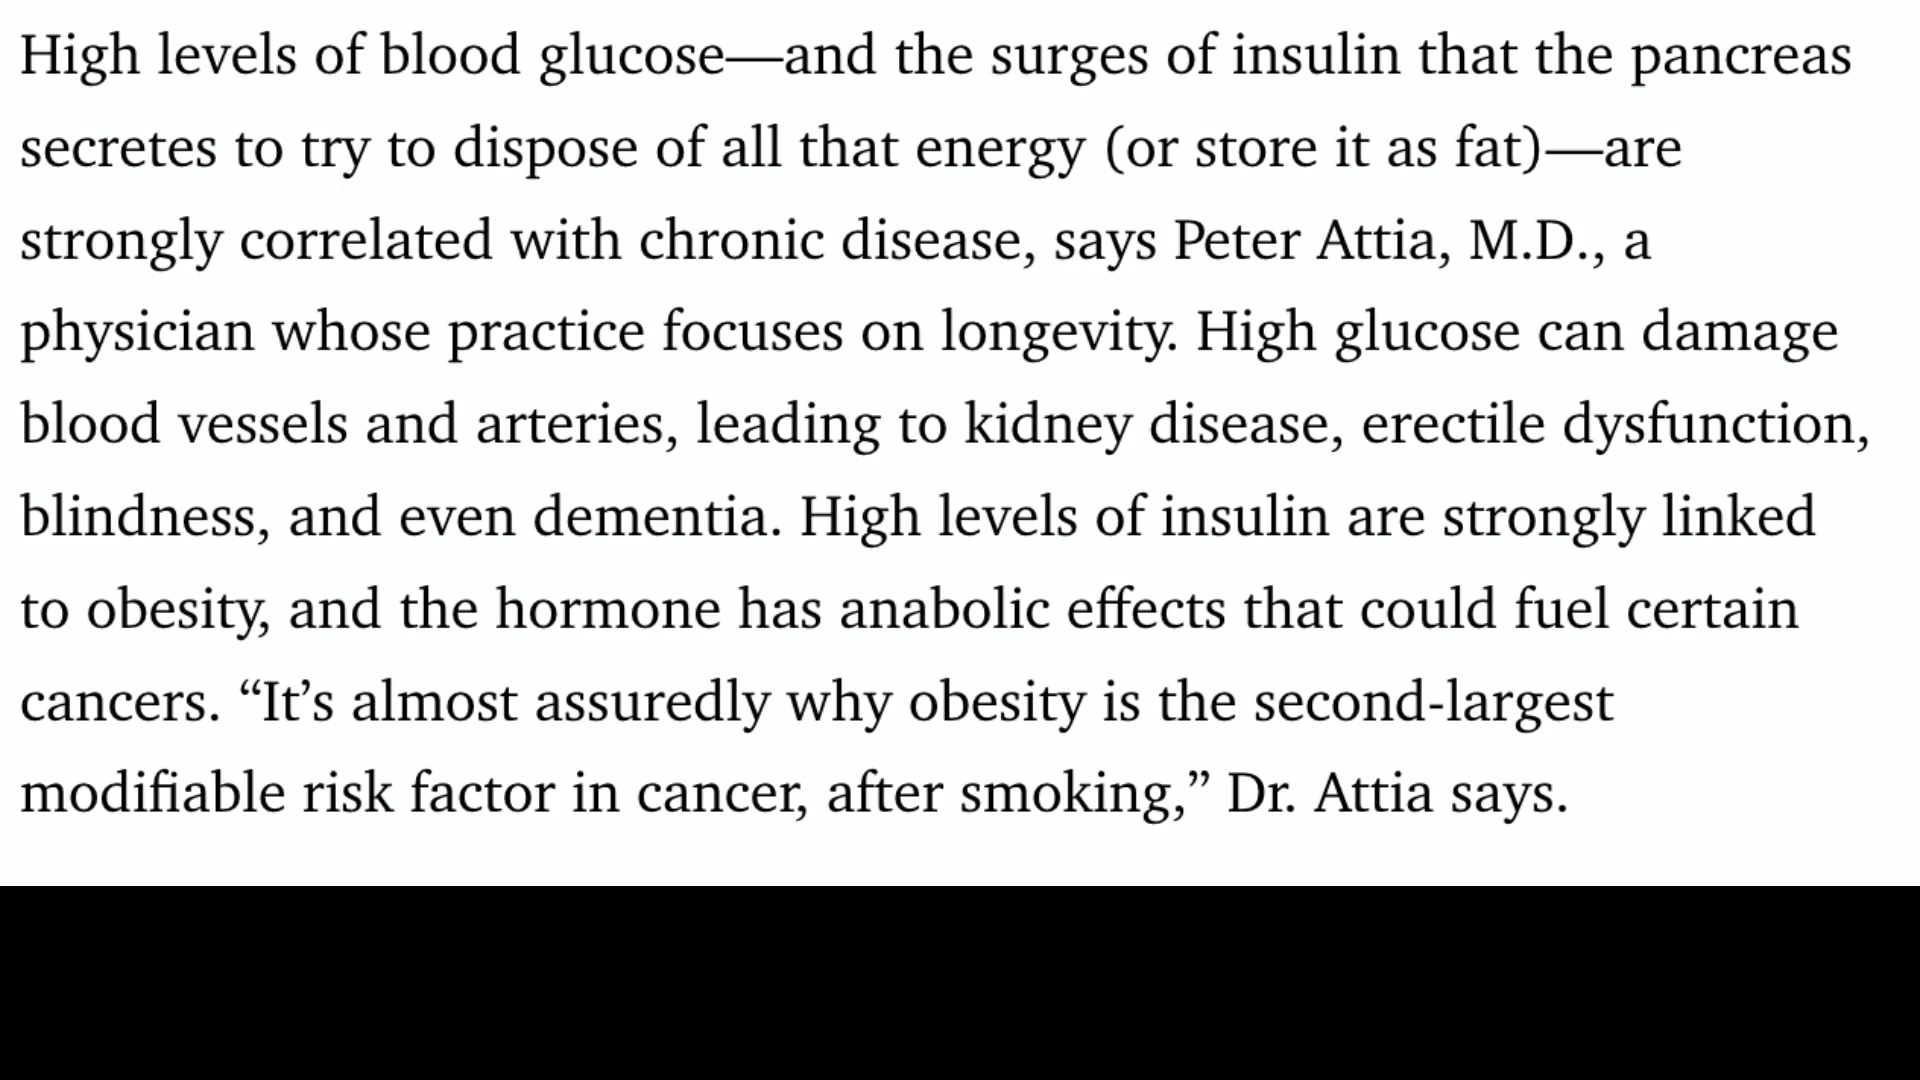 High levels of blood glucose—and the surges of insulin that the pancreas
secretes to try to dispose of all that energy (or store it as fat)—are
strongly correlated with chronic disease, says Peter Attia, M.D., a
physician whose practice focuses on longevity. High glucose can damage
blood vessels and arteries, leading to kidney disease, erectile dysfunction,
blindness, and even dementia. High levels of insulin are strongly linked
to obesity, and the hormone has anabolic effects that could fuel certain
cancers. “It’s almost assuredly why obesity is the second-largest
modifiable risk factor in cancer, after smoking,” Dr. Attia says.